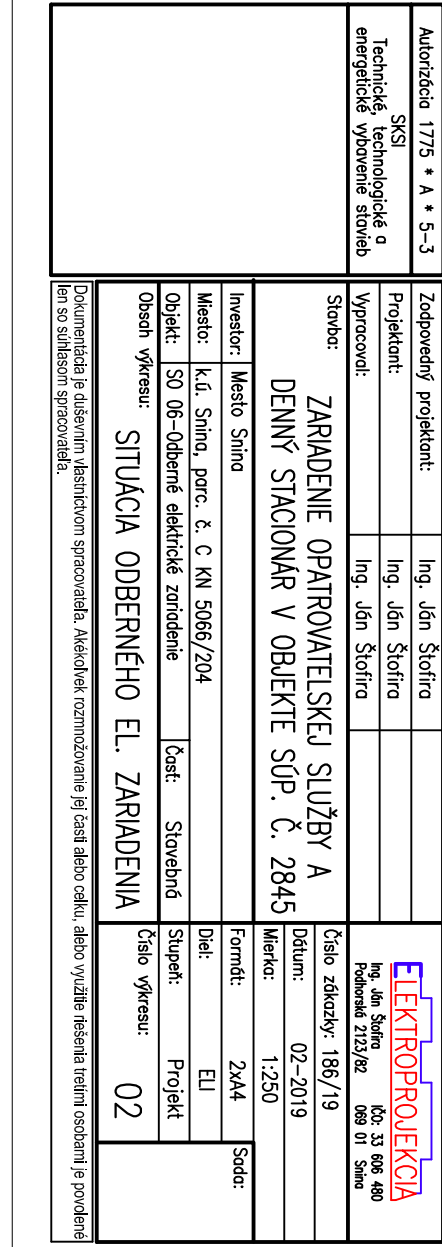 Autorizácia 1775 * A * 5-3
SKSI
Technické, technologické a
energetické vybavenie stavieb
Zodpovedný projektant: Ing. Ján Štofira
Projektant: Ing. Ján Štofira
Vypracoval: Ing. Ján Štofira
ELEKTROPROJEKCIA
Ing. Ján Štofira IČO: 33 606 480
Podhorská 2123/82 069 01 Snina
Stavba: ZARIADENIE OPATROVATELSKEJ SLUŽBY A
DENNÝ STACIONÁR V OBJEKTE SÚP. Č. 2845
Číslo zákazky: 186/19
Dátum: 02-2019
Mierka: 1:250
Investor: Mesto Snina
Formát: 2xA4
Sada:
Miesto: k.ú. Snina, parc. č. C KN 5066/204
Diel: ELI
Objekt: SO 06-Odberné elektrické zariadenie
Časť: Stavebná
Stupeň: Projekt
Obsah výkresu: SITUÁCIA ODBERNÉHO EL. ZARIADENIA
Číslo výkresu: 02
Dokumentácia je duševním vlastníctvom spracovateľa. Akékoľvek rozmnožovanie jej časti alebo celku, alebo využitie riešenia tretími osobami je povolené
len so súhlasom spracovateľa.